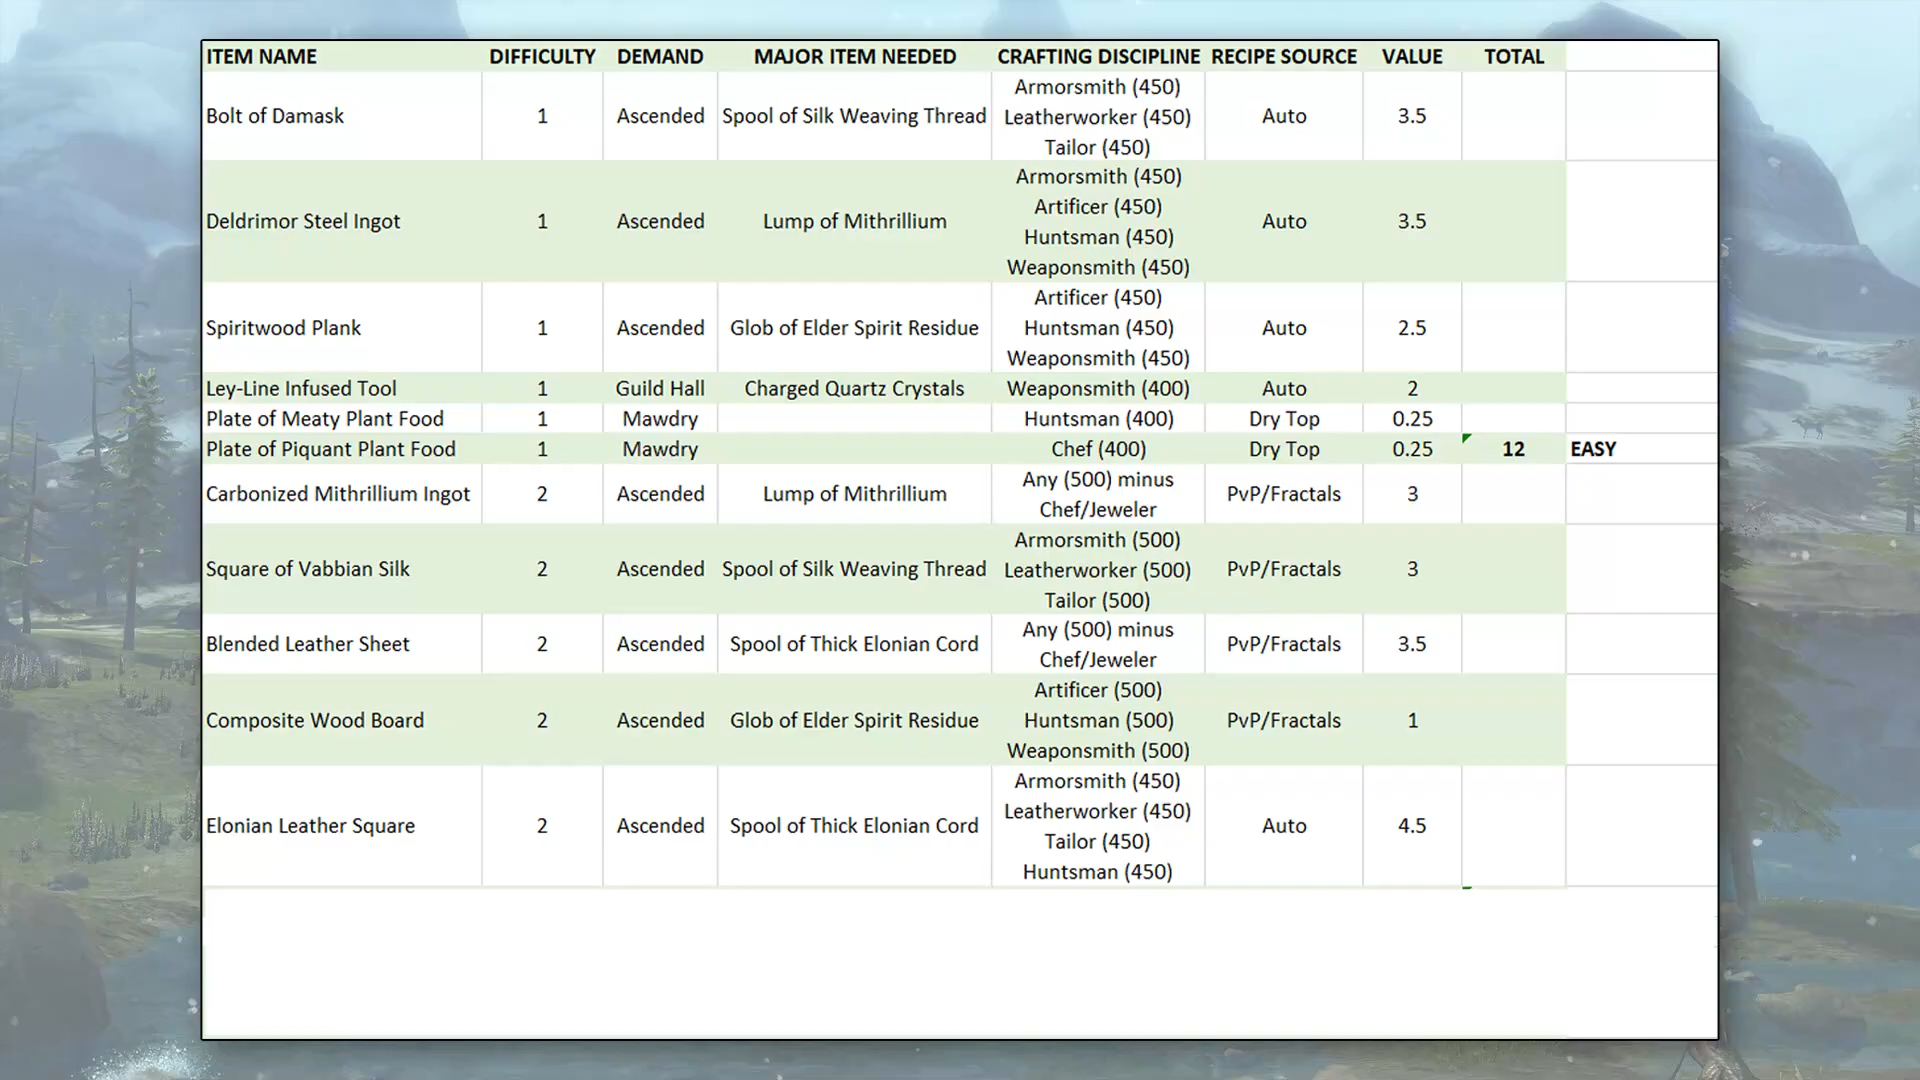 ITEM NAME DIFFICULTY DEMAND MAJOR ITEM NEEDED CRAFTING DISCIPLINE RECIPE SOURCE VALUE TOTAL
Armorsmith (450)
Bolt of Damask 1 Ascended Spool of Silk Weaving Thread Leatherworker (450) Auto 3.5
Tailor (450)
Armorsmith (450)
Artificer (450)
Deldrimor Steel Ingot 1 Ascended Lump of Mithrillium Auto 3.5
Huntsman (450)
Weaponsmith (450)
Artificer (450)
Spiritwood Plank 1 Ascended Glob of Elder Spirit Residue Huntsman (450) Auto 2.5
Weaponsmith (450)
Ley-Line Infused Tool 1 Guild Hall Charged Quartz Crystals Weaponsmith (400) Auto 2
Plate of Meaty Plant Food 1 Mawdry Huntsman (400) Dry Top 0.25
Plate of Piquant Plant Food 1 Mawdry Chef (400) Dry Top 0.25 12 EASY
Any (500) minus
Carbonized Mithrillium Ingot 2 Ascended Lump of Mithrillium PvP/Fractals 3
Chef/Jeweler
Armorsmith (500)
Square of Vabbian Silk 2 Ascended Spool of Silk Weaving Thread Leatherworker (500) PvP/Fractals 3
Tailor (500)
Any (500) minus
Blended Leather Sheet 2 Ascended Spool of Thick Elonian Cord PvP/Fractals 3.5
Chef/Jeweler
Artificer (500)
Composite Wood Board 2 Ascended Glob of Elder Spirit Residue Huntsman (500) PvP/Fractals 1
Weaponsmith (500)
Armorsmith (450)
Leatherworker (450)
Elonian Leather Square 2 Ascended Spool of Thick Elonian Cord Auto 4.5
Tailor (450)
Huntsman (450)